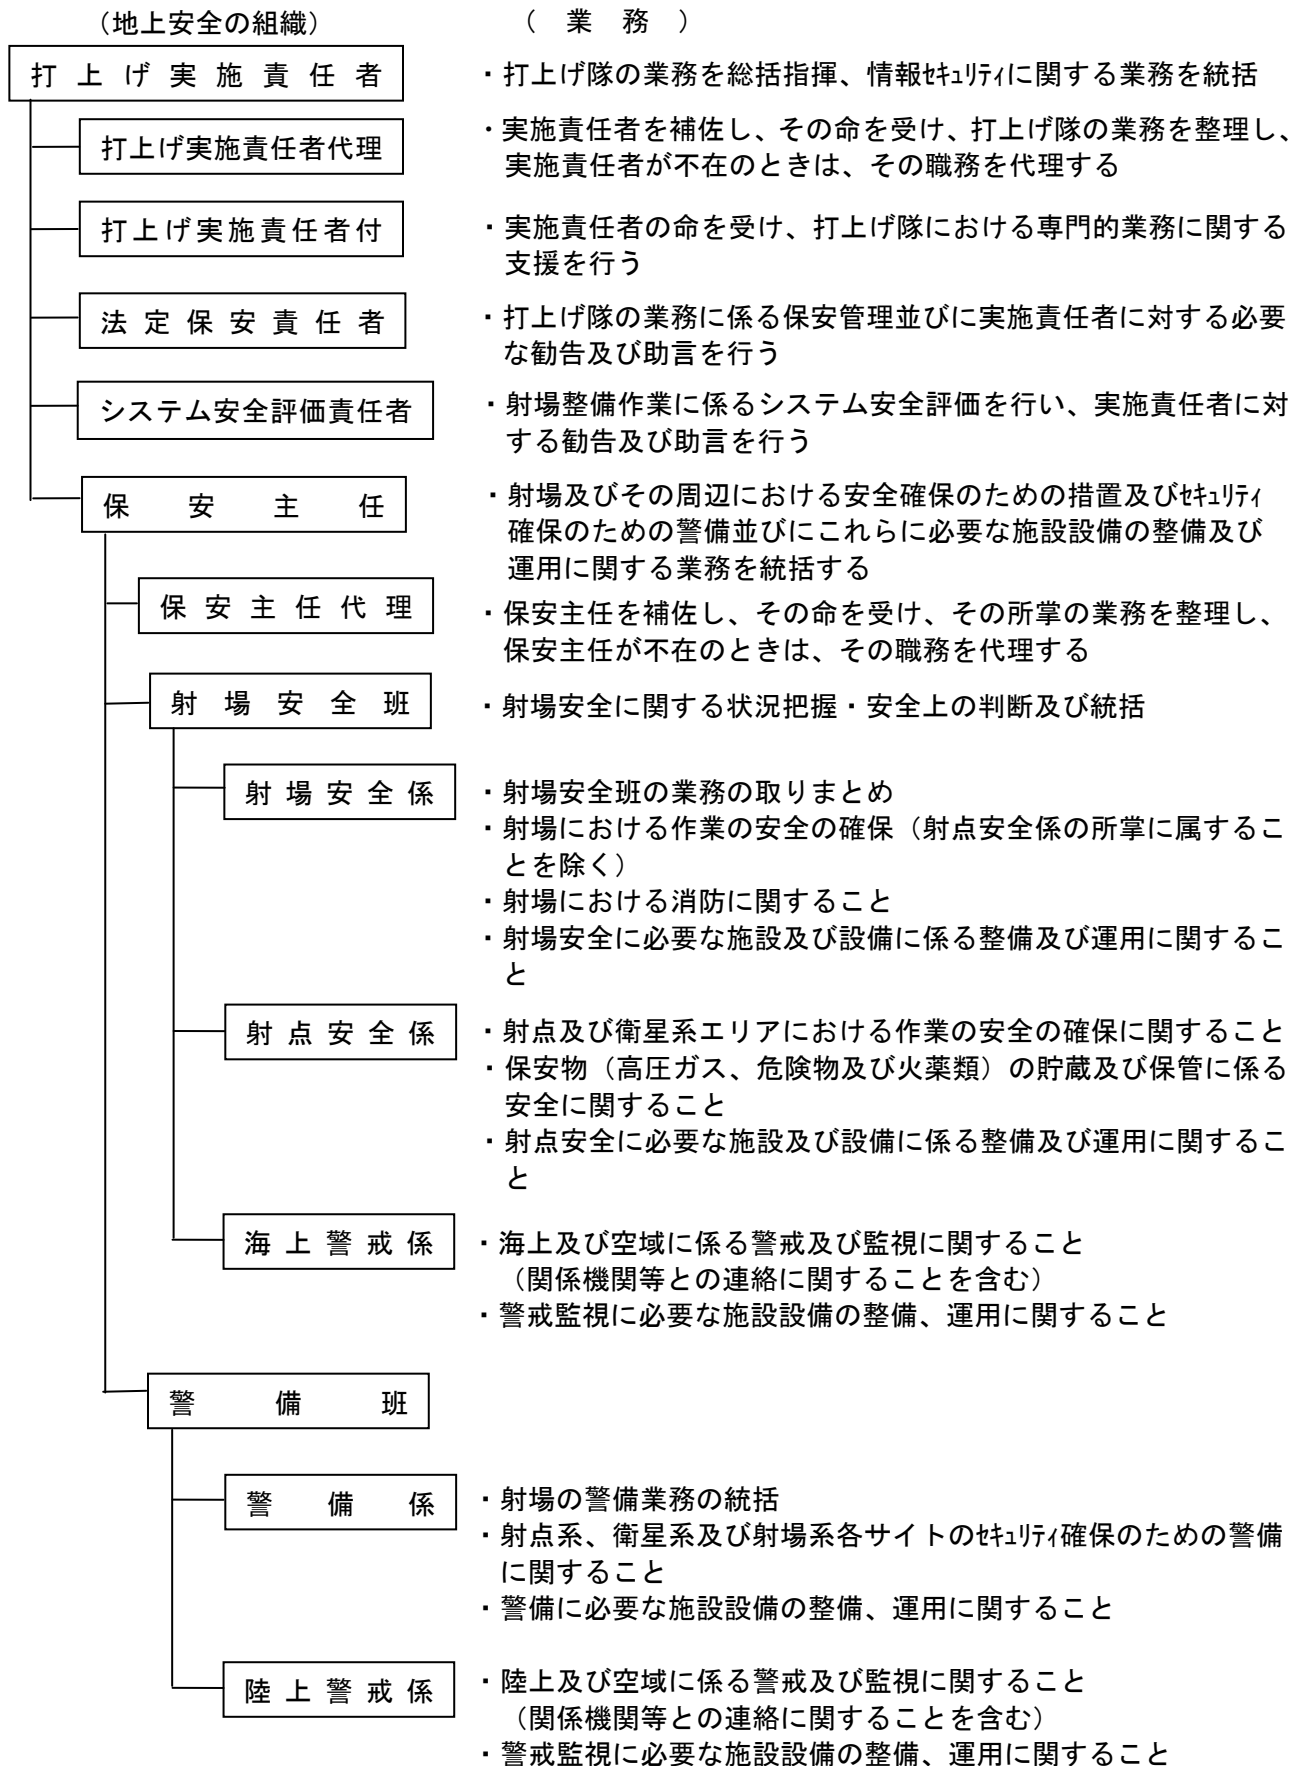 （地上安全の組織）　（　業　務　）
打上げ実施責任者
・打上げ隊の業務を総括指揮、情報ｾｷｭﾘﾃｨに関する業務を統括
打上げ実施責任者代理
・実施責任者を補佐し、その命を受け、打上げ隊の業務を整理し、
実施責任者が不在のときは、その職務を代理する
打上げ実施責任者付
・実施責任者の命を受け、打上げ隊における専門的業務に関する
支援を行う
法定保安責任者
・打上げ隊の業務に係る保安管理並びに実施責任者に対する必要
な勧告及び助言を行う
システム安全評価責任者
・射場整備作業に係るシステム安全評価を行い、実施責任者に対
する勧告及び助言を行う
保安主任
・射場及びその周辺における安全確保のための措置及びｾｷｭﾘﾃｨ
確保のための警備並びにこれらに必要な施設設備の整備及び
運用に関する業務を統括する
保安主任代理
・保安主任を補佐し、その命を受け、その所掌の業務を整理し、
保安主任が不在のときは、その職務を代理する
射場安全班
・射場安全に関する状況把握・安全上の判断及び統括
射場安全係
・射場安全班の業務の取りまとめ
・射場における作業の安全の確保（射点安全係の所掌に属するこ
とを除く）
・射場における消防に関すること
・射場安全に必要な施設及び設備に係る整備及び運用に関するこ
と
射点安全係
・射点及び衛星系エリアにおける作業の安全の確保に関すること
・保安物（高圧ガス、危険物及び火薬類）の貯蔵及び保管に係る
安全に関すること
・射点安全に必要な施設及び設備に係る整備及び運用に関するこ
と
海上警戒係
・海上及び空域に係る警戒及び監視に関すること
（関係機関等との連絡に関することを含む）
・警戒監視に必要な施設設備の整備、運用に関すること
警備班
警備係
・射場の警備業務の統括
・射点系、衛星系及び射場系各サイトのｾｷｭﾘﾃｨ確保のための警備
に関すること
・警備に必要な施設設備の整備、運用に関すること
陸上警戒係
・陸上及び空域に係る警戒及び監視に関すること
（関係機関等との連絡に関することを含む）
・警戒監視に必要な施設設備の整備、運用に関すること